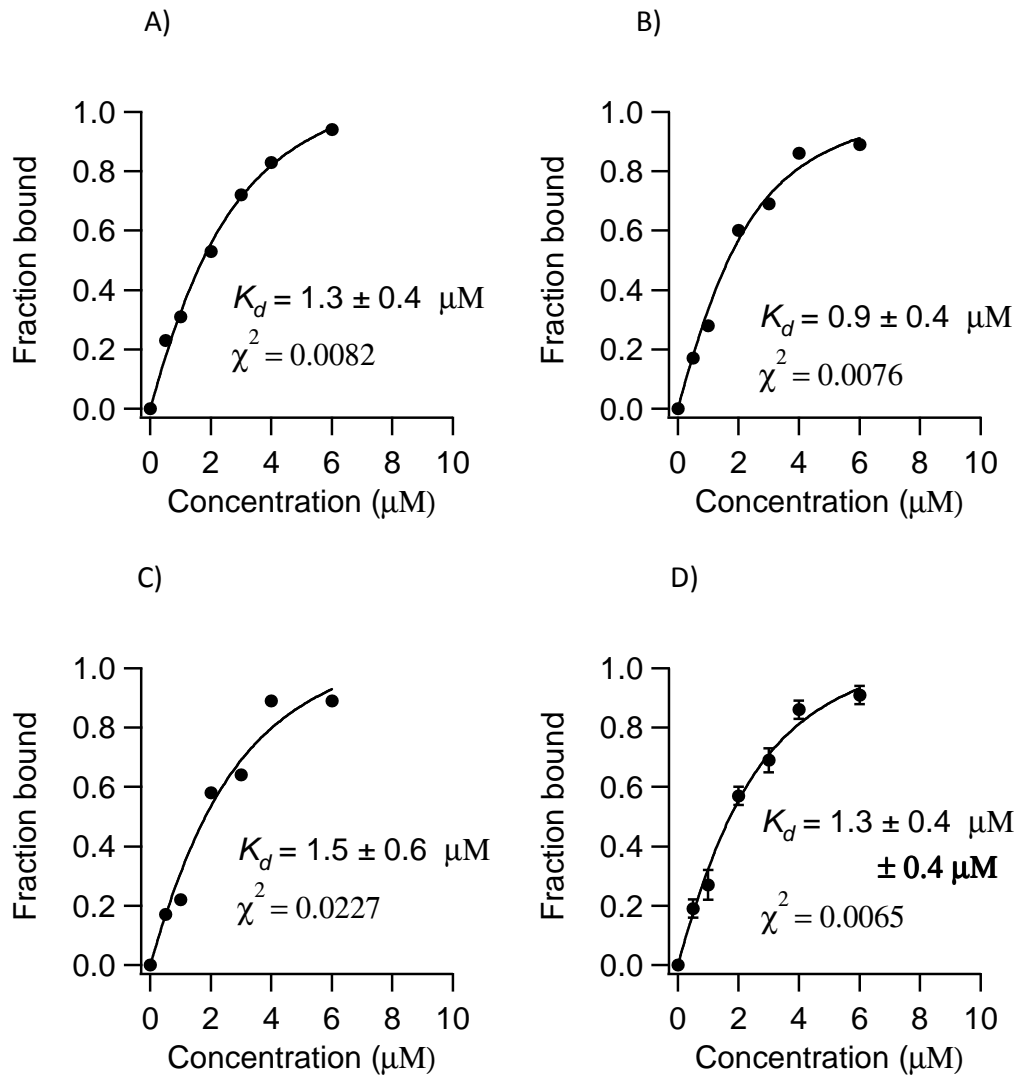 A)
1.0
0.8
0.6
0.4
0.2
0.0
Fraction bound
K_d = 1.3 ± 0.4 μM
χ² = 0.0082
0 2 4 6 8 10
Concentration (μM)
B)
1.0
0.8
0.6
0.4
0.2
0.0
Fraction bound
K_d = 0.9 ± 0.4 μM
χ² = 0.0076
0 2 4 6 8 10
Concentration (μM)
C)
1.0
0.8
0.6
0.4
0.2
0.0
Fraction bound
K_d = 1.5 ± 0.6 μM
χ² = 0.0227
0 2 4 6 8 10
Concentration (μM)
D)
1.0
0.8
0.6
0.4
0.2
0.0
Fraction bound
K_d = 1.3 ± 0.4 μM
± 0.4 μM
χ² = 0.0065
0 2 4 6 8 10
Concentration (μM)